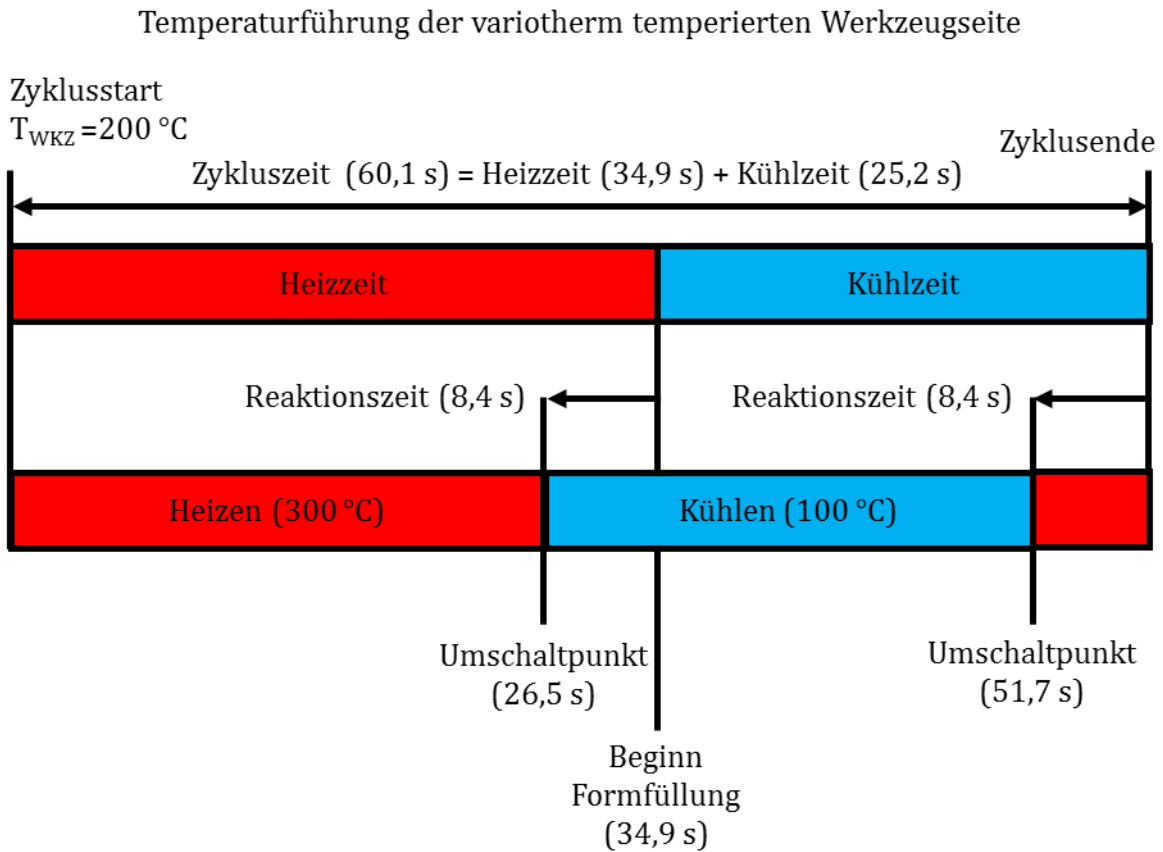 Temperaturführung der variotherm temperierten Werkzeugseite
Zyklusstart
T_WKZ =200 °C
Zyklusende
Zykluszeit (60,1 s) = Heizzeit (34,9 s) + Kühlzeit (25,2 s)
Heizzeit
Kühlzeit
Reaktionszeit (8,4 s)
Reaktionszeit (8,4 s)
Heizen (300 °C)
Kühlen (100 °C)
Umschaltpunkt
(26,5 s)
Umschaltpunkt
(51,7 s)
Beginn
Formfüllung
(34,9 s)